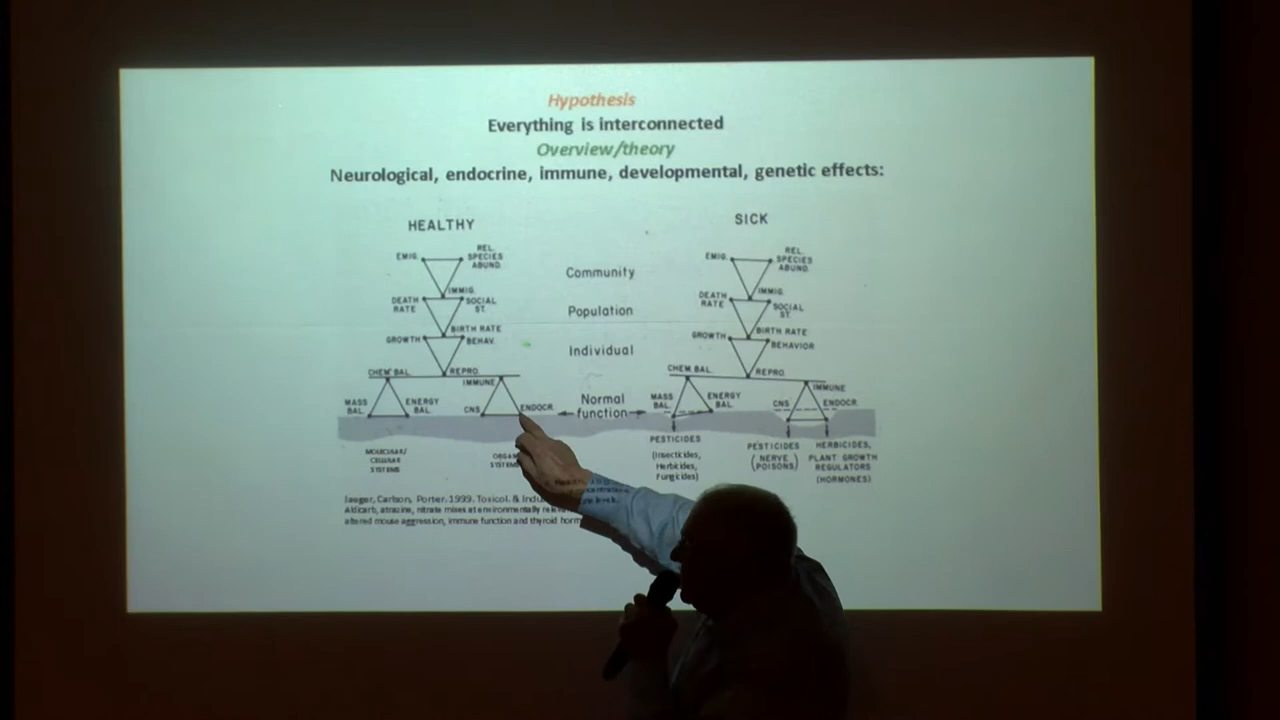 Hypothesis
Everything is interconnected
Overview/theory
Neurological, endocrine, immune, developmental, genetic effects:
HEALTHY
SICK
EMIG.
REL.
SPECIES
ABUND.
IMMIG.
DEATH
RATE
SOCIAL
ST.
BIRTH RATE
GROWTH
BEHAV.
CHEM. BAL.
REPRO.
IMMUNE
MASS
BAL.
ENERGY
BAL.
CNS
ENDOCR.
MOLECULAR/
CELLULAR
SYSTEMS
SYSTEMS
Community
Population
Individual
Normal
function
EMIG.
REL.
SPECIES
ABUND.
IMMIG.
DEATH
RATE
SOCIAL
ST.
BIRTH RATE
GROWTH
BEHAVIOR
CHEM. BAL.
REPRO.
IMMUNE
MASS
BAL.
ENERGY
BAL.
CNS
ENDOCR.
PESTICIDES
(Insecticides,
Herbicides,
Fungicides)
PESTICIDES
(NERVE
POISONS)
HERBICIDES,
PLANT GROWTH
REGULATORS
(HORMONES)
Jaeger, Carlson, Porter. 1999. Toxicol. &
Aldicarb, atrazine, nitrate mixes at environmentally
altered mouse aggression, immune function and thyroid